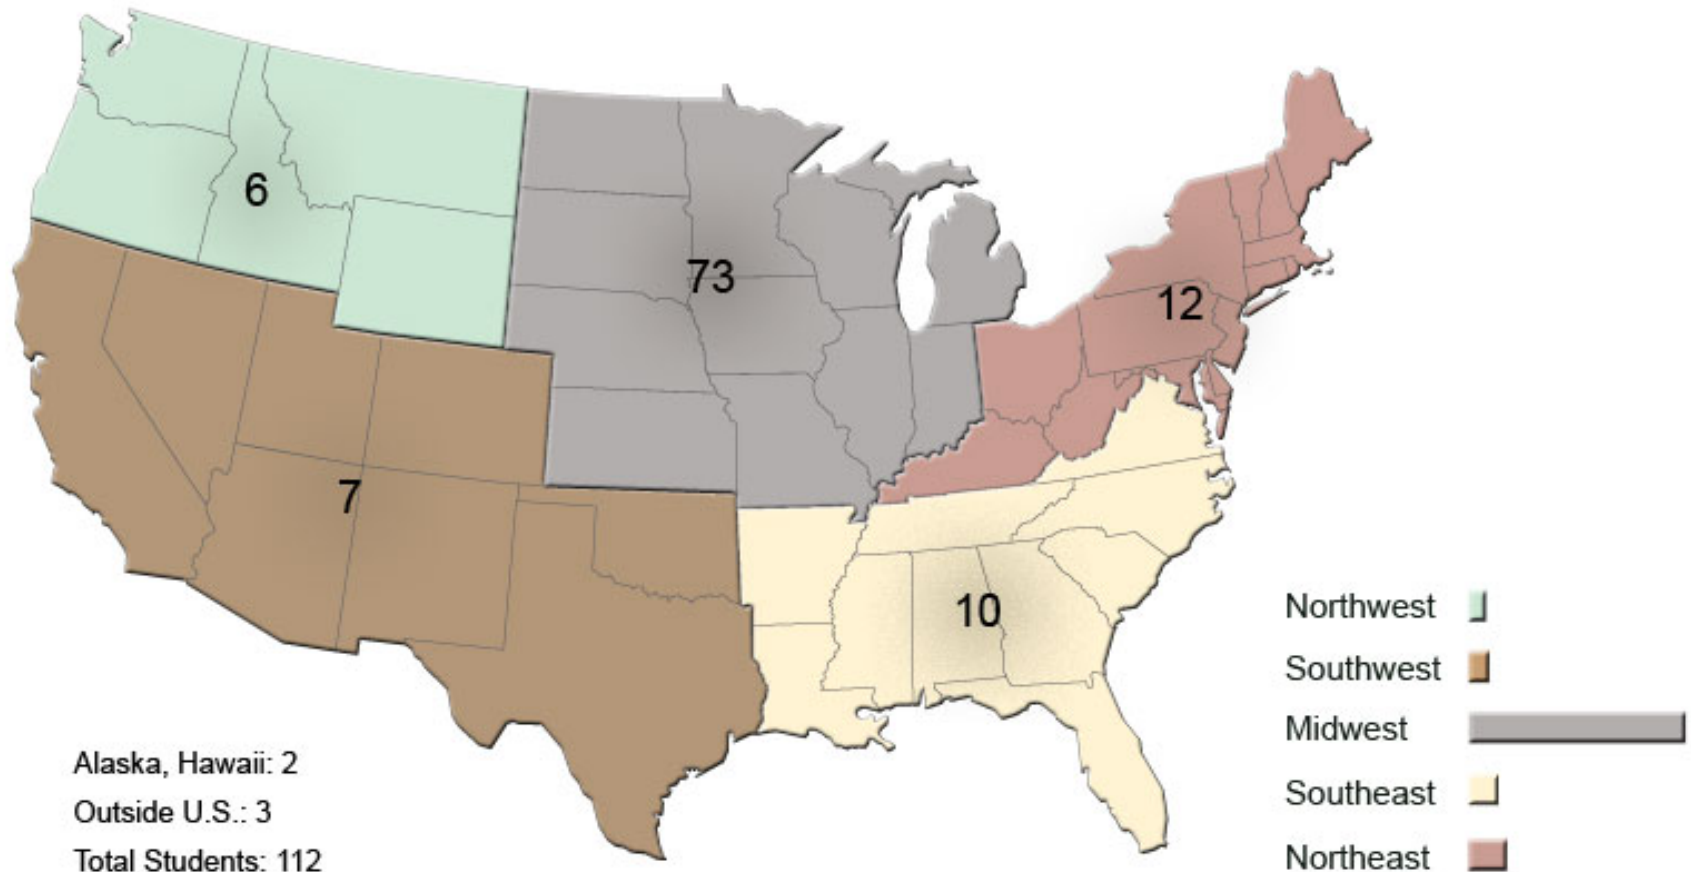 6
73
12
7
10
Northwest
Southwest
Midwest
Southeast
Northeast
Alaska, Hawaii: 2
Outside U.S.: 3
Total Students: 112